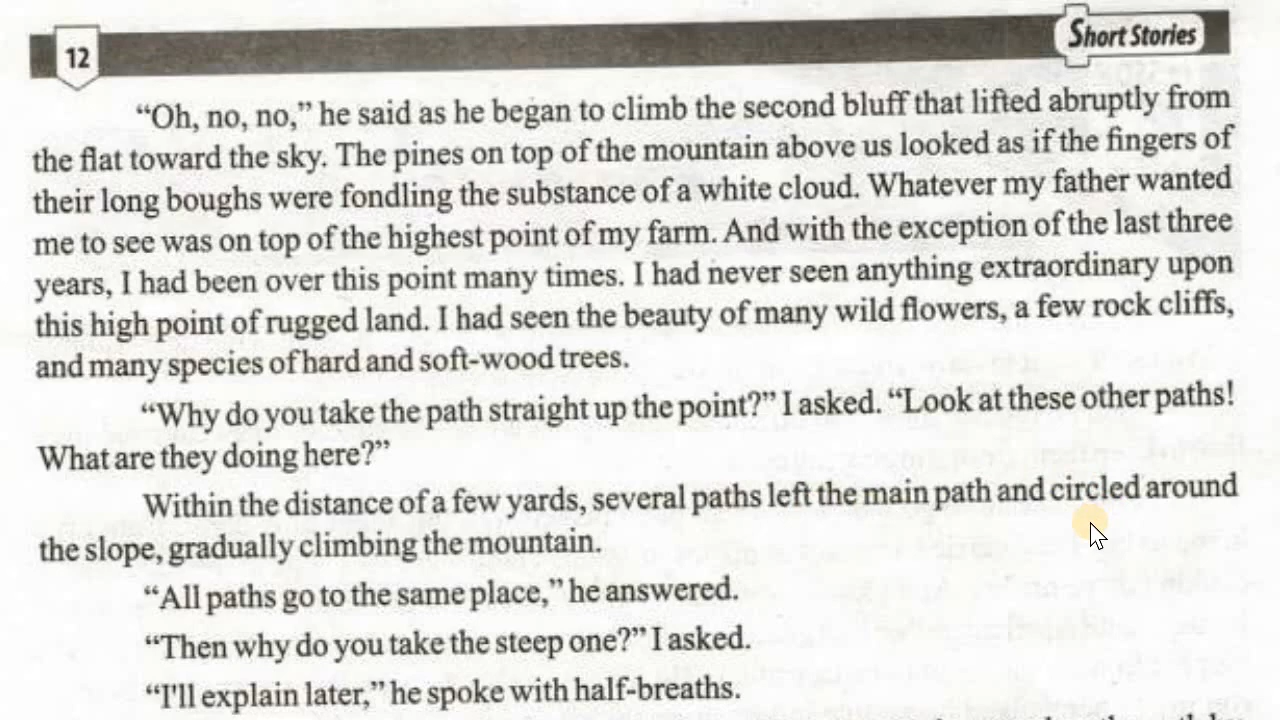 12
Short Stories
“Oh, no, no,” he said as he began to climb the second bluff that lifted abruptly from
the flat toward the sky. The pines on top of the mountain above us looked as if the fingers of
their long boughs were fondling the substance of a white cloud. Whatever my father wanted
me to see was on top of the highest point of my farm. And with the exception of the last three
years, I had been over this point many times. I had never seen anything extraordinary upon
this high point of rugged land. I had seen the beauty of many wild flowers, a few rock cliffs,
and many species of hard and soft-wood trees.
“Why do you take the path straight up the point?” I asked. “Look at these other paths!
What are they doing here?”
Within the distance of a few yards, several paths left the main path and circled around
the slope, gradually climbing the mountain.
“All paths go to the same place,” he answered.
“Then why do you take the steep one?” I asked.
“I'll explain later,” he spoke with half-breaths.